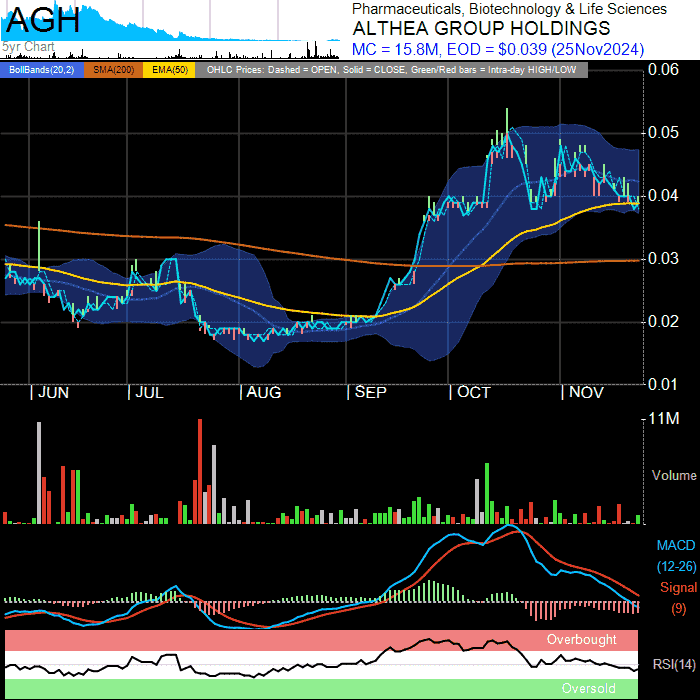 AGH
5yr Chart
Pharmaceuticals, Biotechnology & Life Sciences
ALTHEA GROUP HOLDINGS
MC = 15.8M, EOD = $0.039 (25Nov2024)
BollBands(20,2) SMA(200) EMA(50) OHLC Prices: Dashed = OPEN, Solid = CLOSE, Green/Red bars = Intra-day HIGH/LOW
0.06
0.05
0.04
0.03
0.02
0.01
JUN JUL AUG SEP OCT NOV
11M
Volume
MACD
(12-26)
Signal
(9)
Overbought
RSI(14)
Oversold